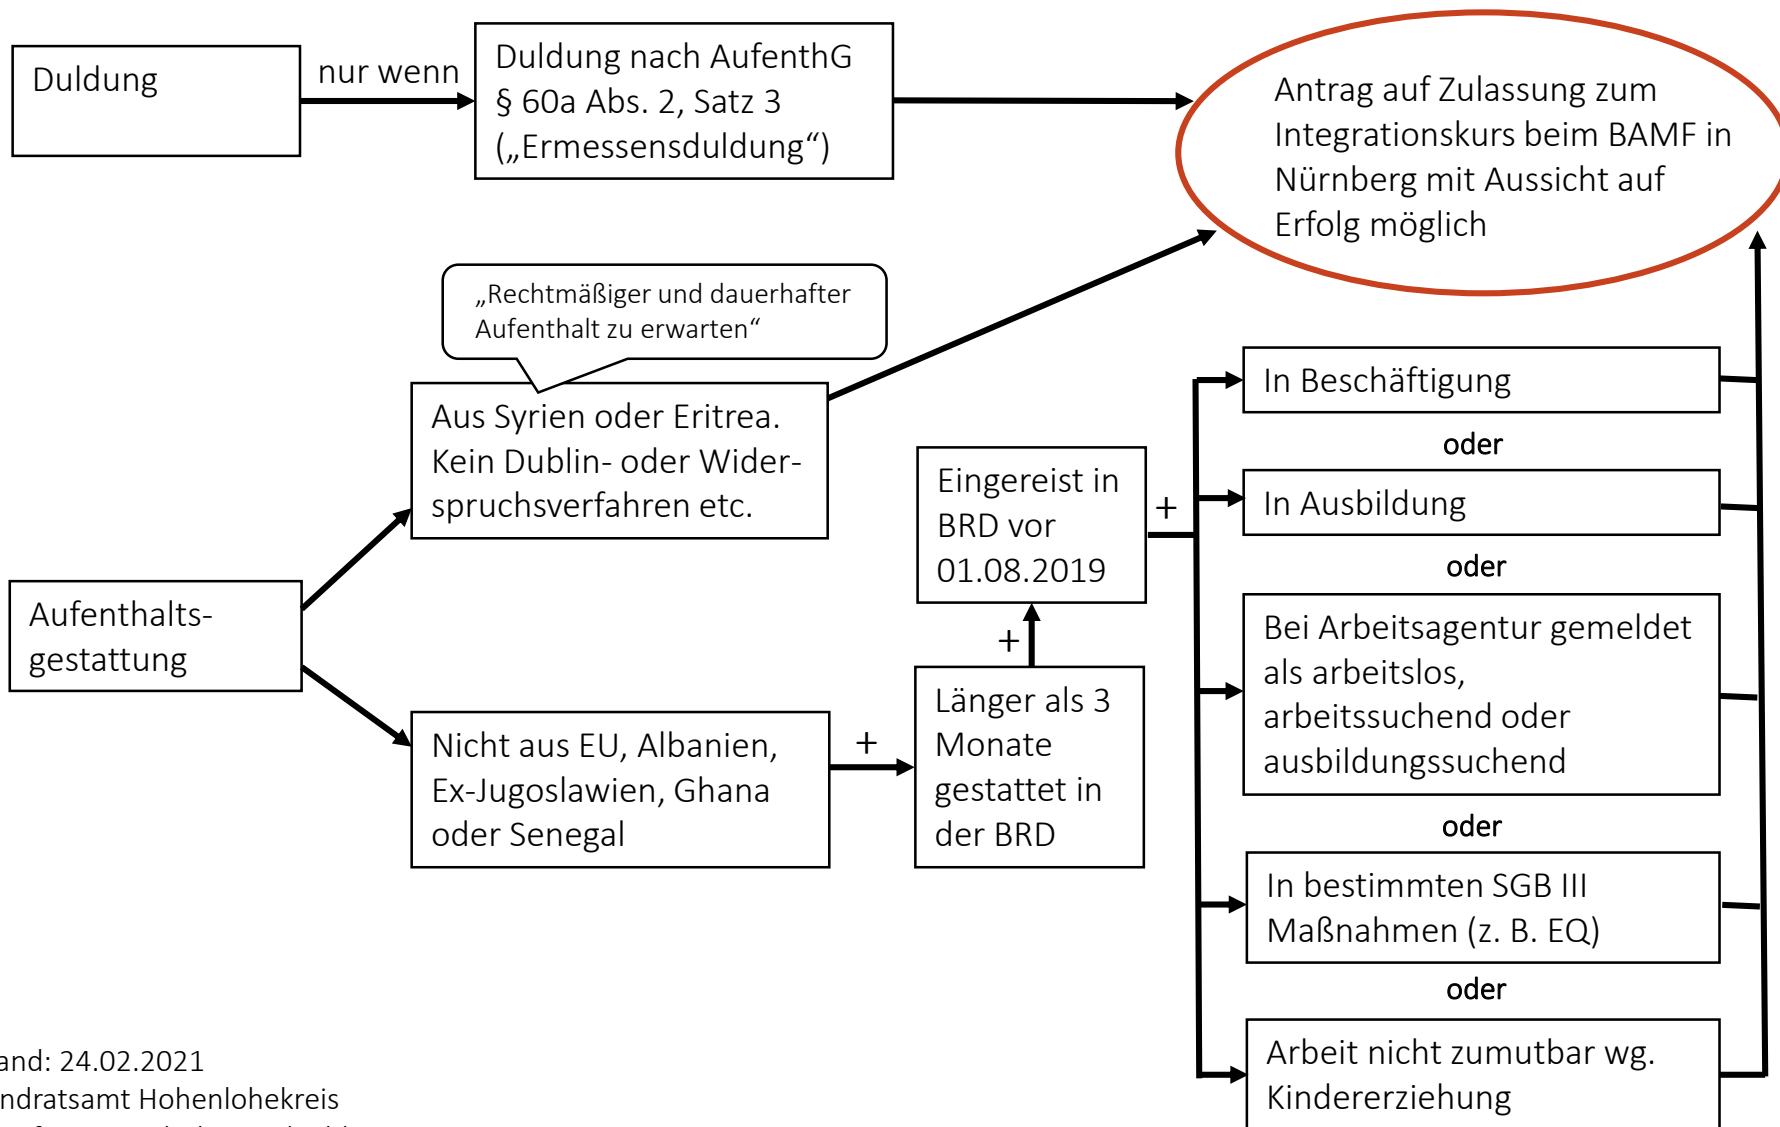 Duldung
nur wenn
Duldung nach AufenthG
§ 60a Abs. 2, Satz 3
(„Ermessensduldung“)
Antrag auf Zulassung zum
Integrationskurs beim BAMF in
Nürnberg mit Aussicht auf
Erfolg möglich
„Rechtmäßiger und dauerhafter
Aufenthalt zu erwarten“
Aus Syrien oder Eritrea.
Kein Dublin- oder Wider-
spruchsverfahren etc.
Aufenthalts-
gestattung
Nicht aus EU, Albanien,
Ex-Jugoslawien, Ghana
oder Senegal
+
Länger als 3
Monate
gestattet in
der BRD
+
Eingereist in
BRD vor
01.08.2019
+
In Beschäftigung
oder
In Ausbildung
oder
Bei Arbeitsagentur gemeldet
als arbeitslos,
arbeitssuchend oder
ausbildungssuchend
oder
In bestimmten SGB III
Maßnahmen (z. B. EQ)
oder
Arbeit nicht zumutbar wg.
Kindererziehung
and: 24.02.2021
ndratsamt Hohenlohekreis